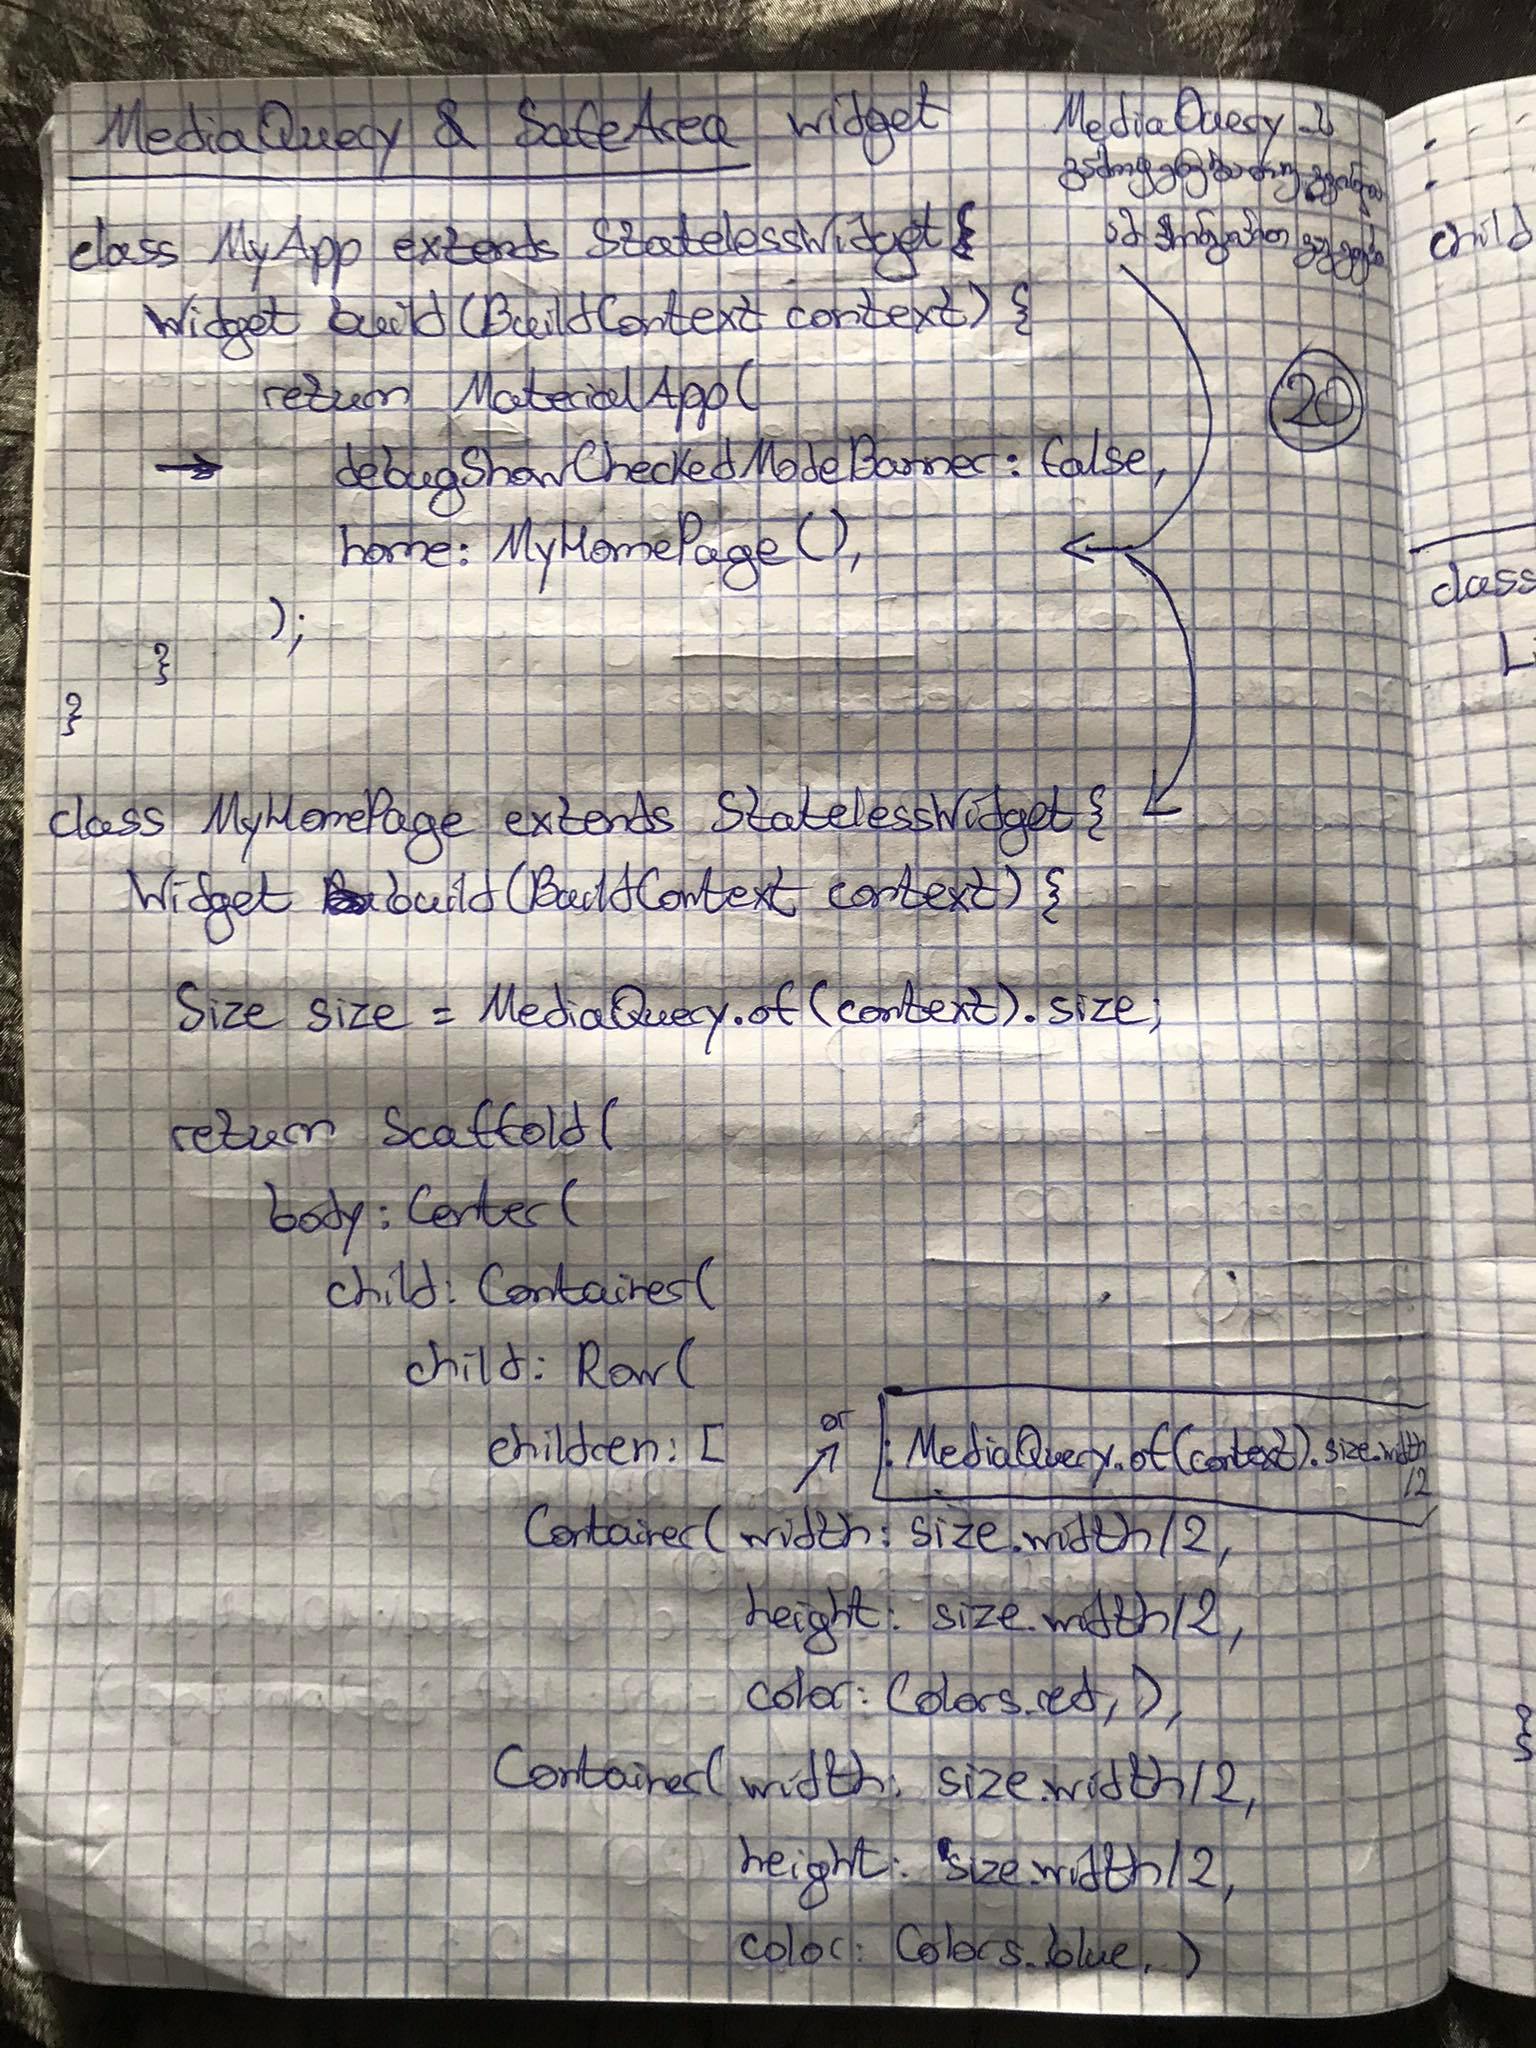 MediaQuery & SafeArea widget
MediaQuery-ს
class MyApp extends StatelessWidget{
Widget build(BuildContext context) {
return MaterialApp(
20
→ debugShowCheckedModeBanner: false,
home: MyHomePage(),
);
}
}
class MyHomePage extends StatelessWidget{
Widget build(BuildContext context) {
Size size = MediaQuery.of(context).size;
return Scaffold(
body: Center(
child: Container(
child: Row(
children: [
or : MediaQuery.of(context).size.width
/2
Container( width: size.width/2,
height: size.width/2,
color: Colors.red, ),
Container( width: size.width/2,
height: size.width/2,
color: Colors.blue, )
child
class
}